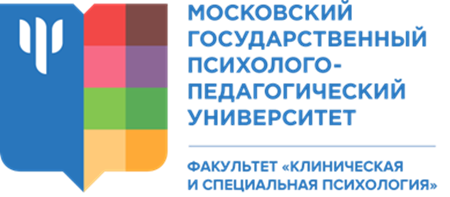 МОСКОВСКИЙ
ГОСУДАРСТВЕННЫЙ
ПСИХОЛОГО-
ПЕДАГОГИЧЕСКИЙ
УНИВЕРСИТЕТ
ФАКУЛЬТЕТ «КЛИНИЧЕСКАЯ
И СПЕЦИАЛЬНАЯ ПСИХОЛОГИЯ»